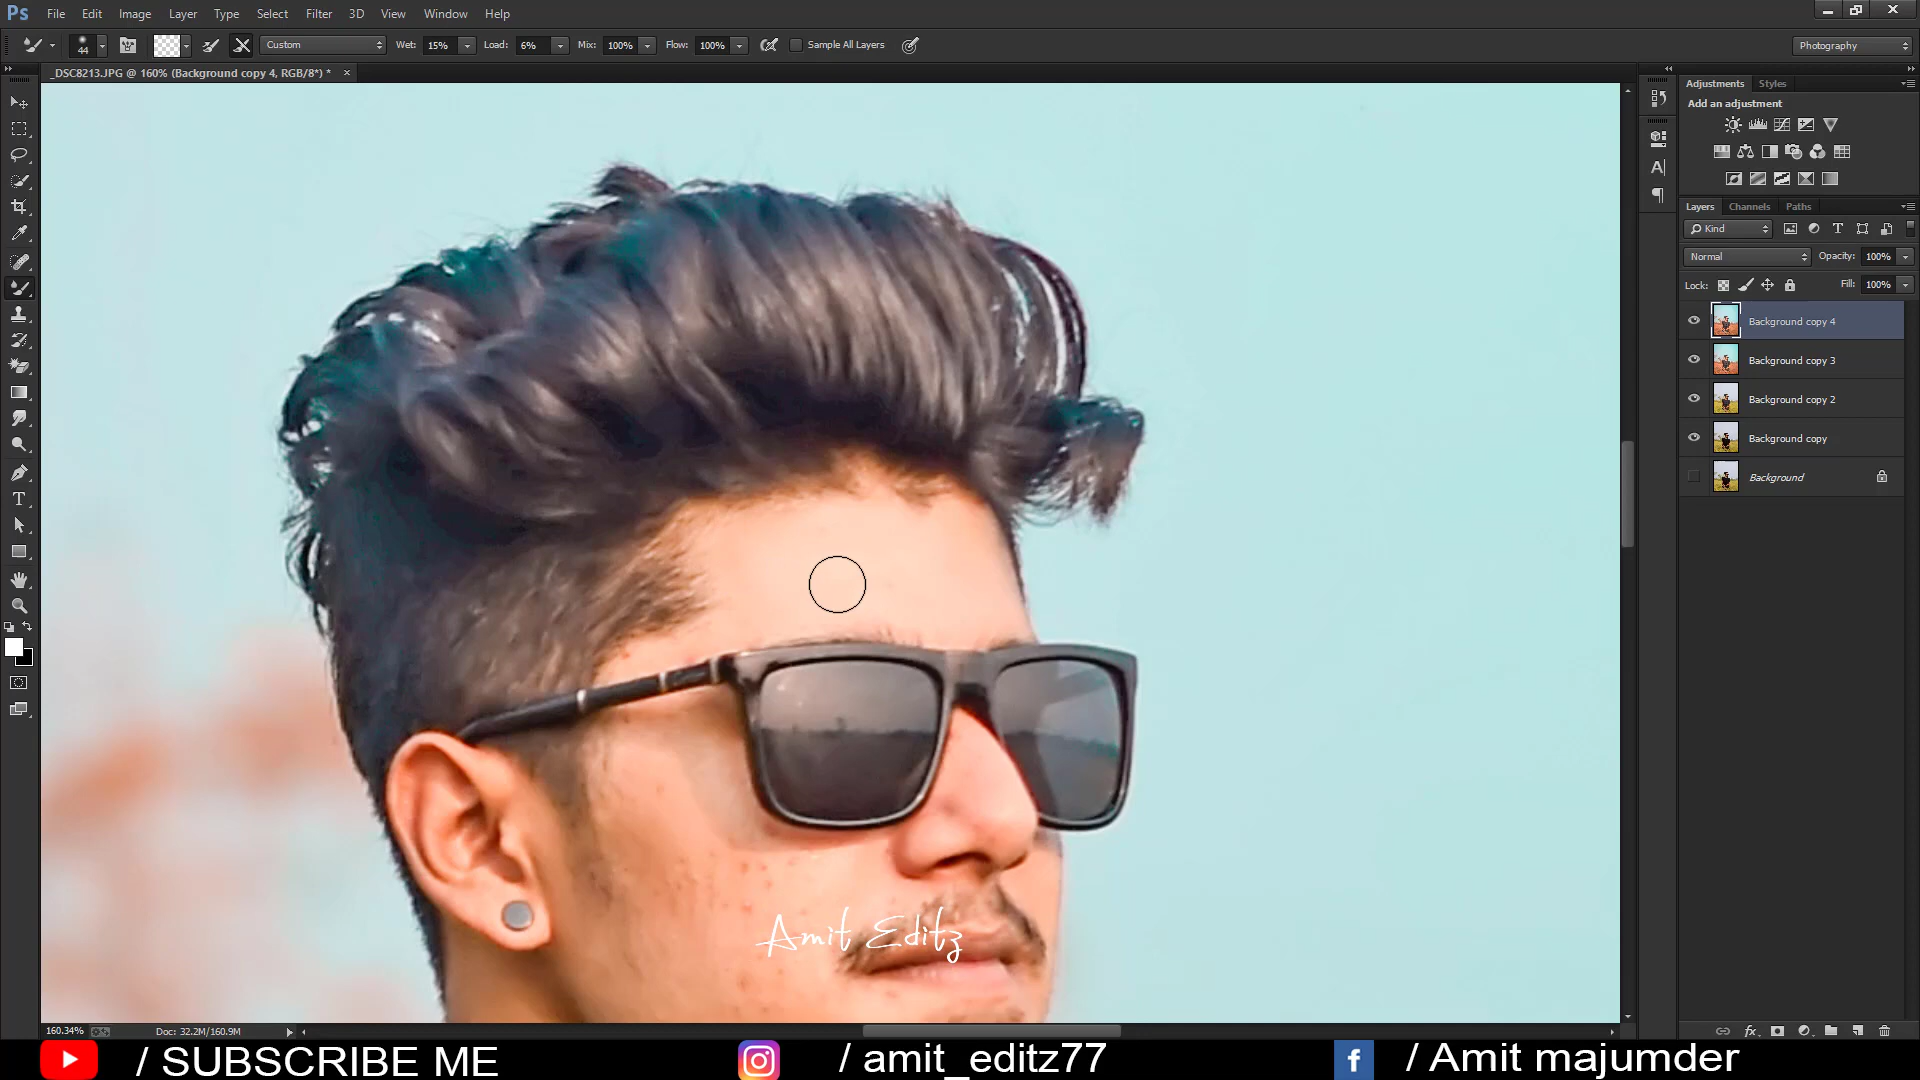 Ps File Edit Image Layer Type Select Filter 3D View Window Help
44 Custom Wet: 15% Load: 6% Mix: 100% Flow: 100% Sample All Layers Photography
_DSC8213.JPG @ 160% (Background copy 4, RGB/8*) *
Adjustments Styles
Add an adjustment
Layers Channels Paths
Kind
Normal Opacity: 100%
Lock: Fill: 100%
Background copy 4
Background copy 3
Background copy 2
Background copy
Background
Amit Editz
160.34% Doc: 32.2M/160.9M
/ SUBSCRIBE ME / amit_editz77 / Amit majumder